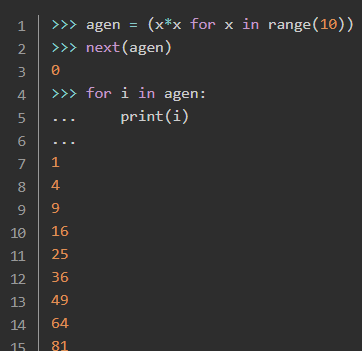 1 >>> agen = (x*x for x in range(10))
2 >>> next(agen)
3 0
4 >>> for i in agen:
5 ...     print(i)
6 ...
7 1
8 4
9 9
10 16
11 25
12 36
13 49
14 64
15 81